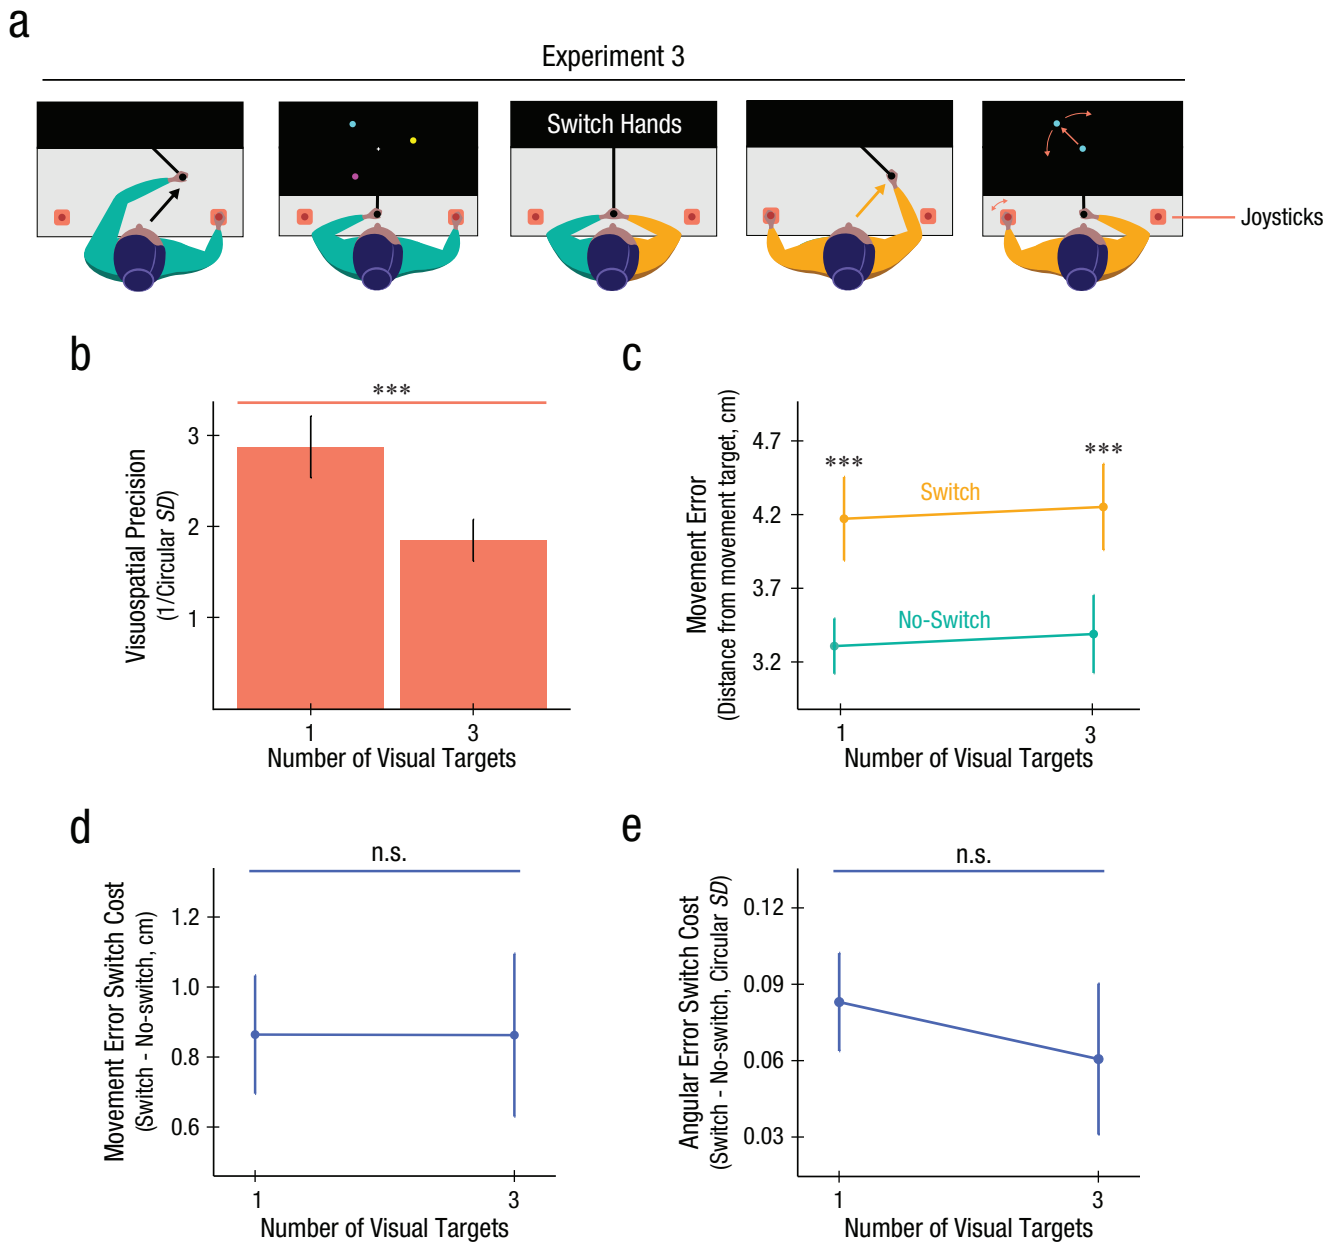 a
Experiment 3
Switch Hands
Joysticks
b
***
Visuospatial Precision
(1/Circular SD)
3
2
1
1
3
Number of Visual Targets
c
Movement Error
(Distance from movement target, cm)
4.7
4.2
3.7
3.2
***
***
Switch
No-Switch
1
3
Number of Visual Targets
d
n.s.
Movement Error Switch Cost
(Switch - No-switch, cm)
1.2
1.0
0.8
0.6
1
3
Number of Visual Targets
e
n.s.
Angular Error Switch Cost
(Switch - No-switch, Circular SD)
0.12
0.09
0.06
0.03
1
3
Number of Visual Targets